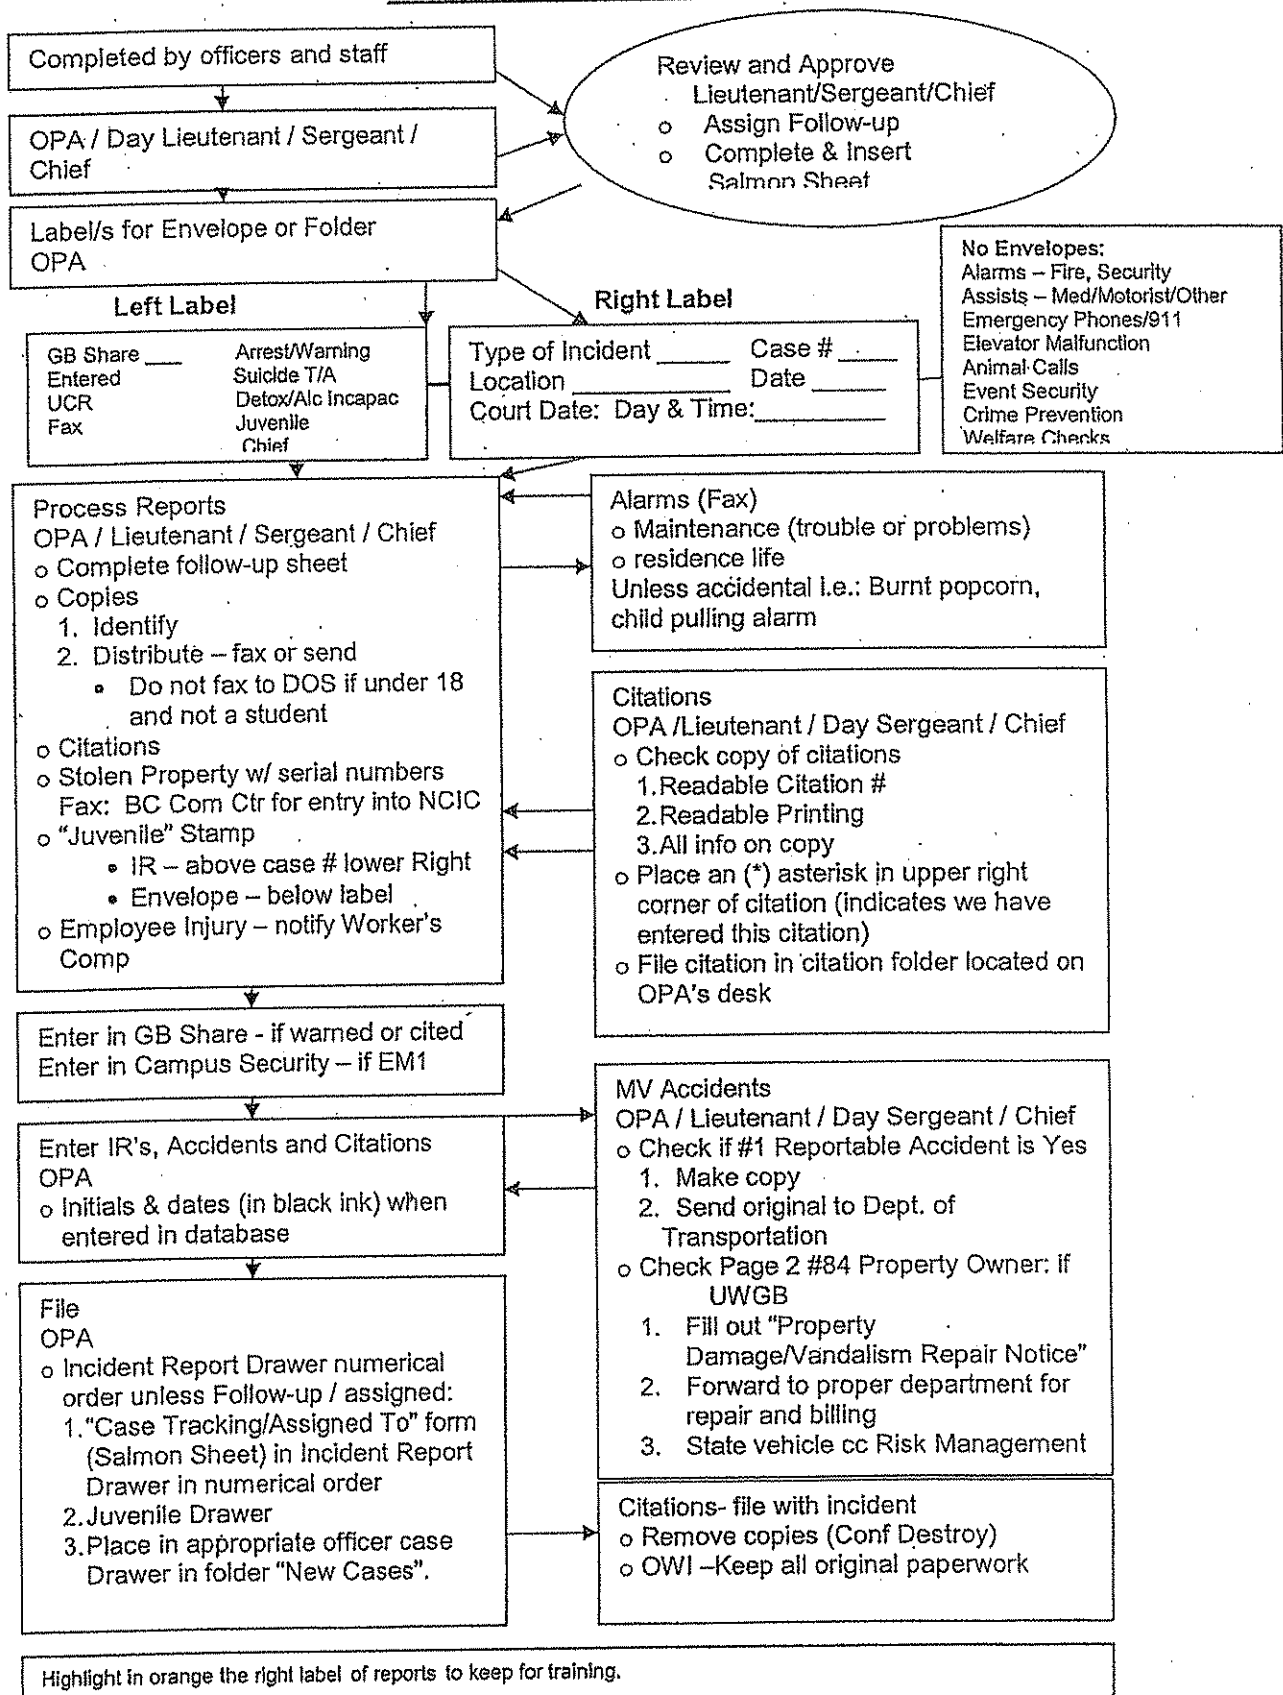 Completed by officers and staff
Review and Approve
Lieutenant/Sergeant/Chief
o Assign Follow-up
o Complete & Insert
Salmon Sheet
OPA / Day Lieutenant / Sergeant /
Chief
Label/s for Envelope or Folder
OPA
No Envelopes:
Alarms – Fire, Security
Assists – Med/Motorist/Other
Emergency Phones/911
Elevator Malfunction
Animal Calls
Event Security
Crime Prevention
Welfare Checks
Left Label
GB Share ___
Entered
UCR
Fax
Arrest/Warning
Suicide T/A
Detox/Alc Incapac
Juvenile
Chief
Right Label
Type of Incident ______ Case # ____
Location _____________ Date ______
Court Date: Day & Time:___________
Process Reports
OPA / Lieutenant / Sergeant / Chief
o Complete follow-up sheet
o Copies
1. Identify
2. Distribute – fax or send
• Do not fax to DOS if under 18
and not a student
o Citations
o Stolen Property w/ serial numbers
Fax: BC Com Ctr for entry into NCIC
o "Juvenile" Stamp
• IR – above case # lower Right
• Envelope – below label
o Employee Injury – notify Worker's
Comp
Alarms (Fax)
o Maintenance (trouble or problems)
o residence life
Unless accidental i.e.: Burnt popcorn,
child pulling alarm
Citations
OPA /Lieutenant / Day Sergeant / Chief
o Check copy of citations
1.Readable Citation #
2.Readable Printing
3.All info on copy
o Place an (*) asterisk in upper right
corner of citation (indicates we have
entered this citation)
o File citation in citation folder located on
OPA's desk
Enter in GB Share - if warned or cited
Enter in Campus Security – if EM1
Enter IR's, Accidents and Citations
OPA
o Initials & dates (in black ink) when
entered in database
MV Accidents
OPA / Lieutenant / Day Sergeant / Chief
o Check if #1 Reportable Accident is Yes
1. Make copy
2. Send original to Dept. of
Transportation
o Check Page 2 #84 Property Owner: if
UWGB
1. Fill out "Property
Damage/Vandalism Repair Notice"
2. Forward to proper department for
repair and billing
3. State vehicle cc Risk Management
File
OPA
o Incident Report Drawer numerical
order unless Follow-up / assigned:
1."Case Tracking/Assigned To" form
(Salmon Sheet) in Incident Report
Drawer in numerical order
2.Juvenile Drawer
3.Place in appropriate officer case
Drawer in folder "New Cases".
Citations- file with incident
o Remove copies (Conf Destroy)
o OWI –Keep all original paperwork
Highlight in orange the right label of reports to keep for training.